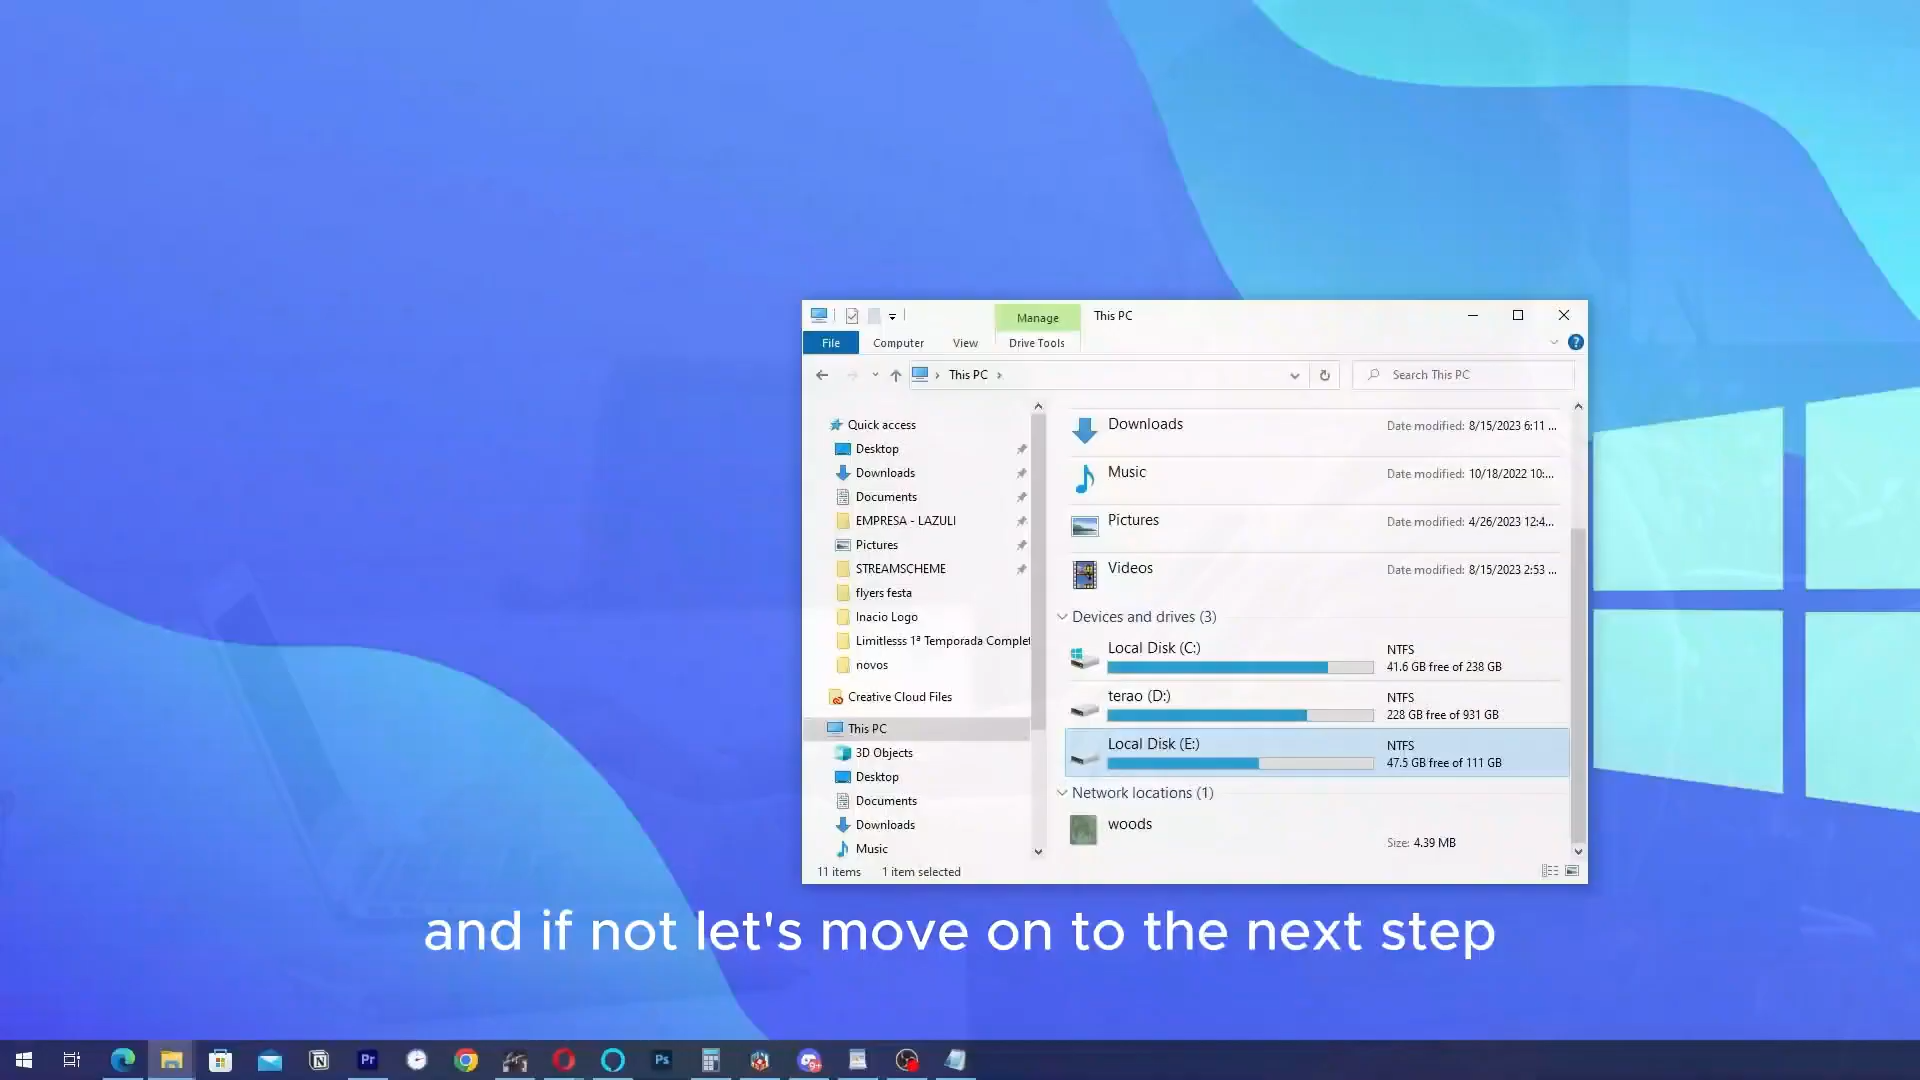 Manage
This PC
File
Computer
View
Drive Tools
?
This PC
Search This PC
Quick access
Desktop
Downloads
Documents
EMPRESA - LAZULI
Pictures
STREAMSCHEME
flyers festa
Inacio Logo
Limitlesss 1ª Temporada Complet
novos
Creative Cloud Files
This PC
3D Objects
Desktop
Documents
Downloads
Music
Downloads
Date modified: 8/15/2023 6:11 ...
Music
Date modified: 10/18/2022 10:...
Pictures
Date modified: 4/26/2023 12:4...
Videos
Date modified: 8/15/2023 2:53 ...
Devices and drives (3)
Local Disk (C:)
NTFS
41.6 GB free of 238 GB
terao (D:)
NTFS
228 GB free of 931 GB
Local Disk (E:)
NTFS
47.5 GB free of 111 GB
Network locations (1)
woods
Size: 4.39 MB
11 items
1 item selected
and if not let's move on to the next step
N
Pr
Ps
9+